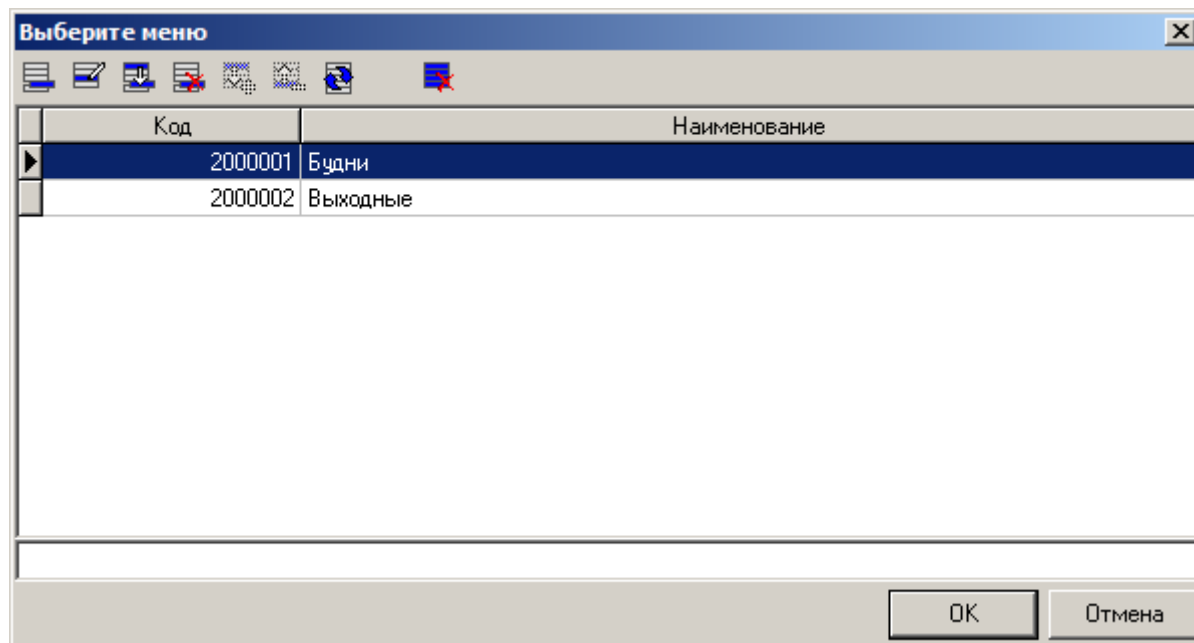 Выберите меню
Код Наименование
2000001 Будни
2000002 Выходные
OK Отмена